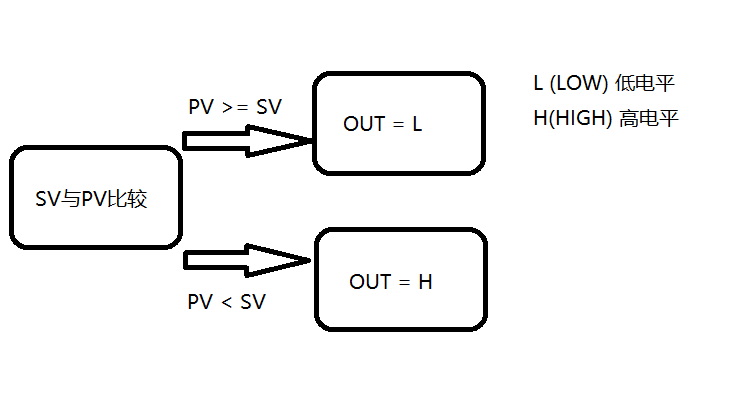 L (LOW) 低电平
H(HIGH) 高电平
PV >= SV
OUT = L
SV与PV比较
OUT = H
PV < SV